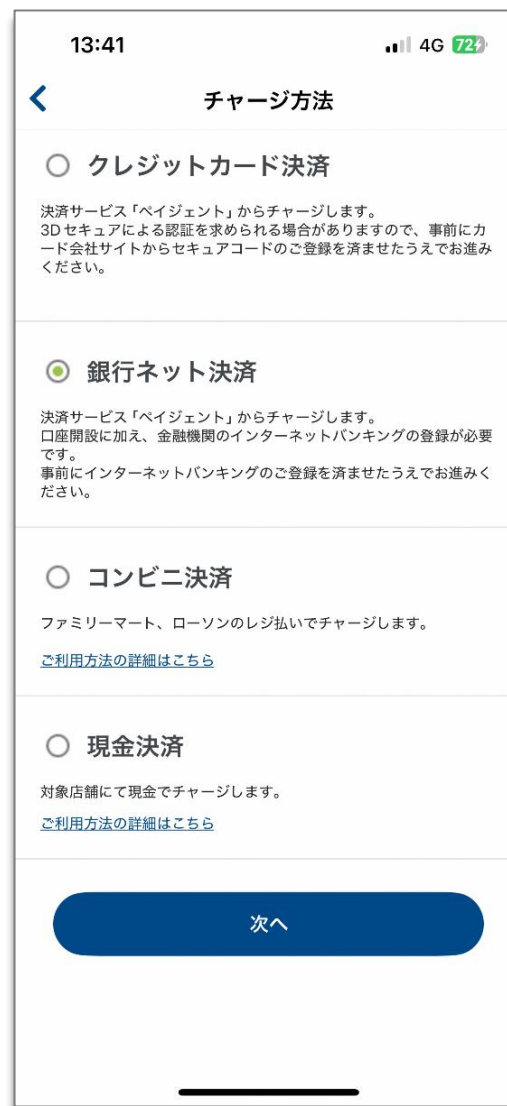 13:41
4G 72
チャージ方法
クレジットカード決済
決済サービス「ペイジェント」からチャージします。
3Dセキュアによる認証を求められる場合がありますので、事前にカ
ード会社サイトからセキュアコードのご登録を済ませたうえでお進み
ください。
銀行ネット決済
決済サービス「ペイジェント」からチャージします。
口座開設に加え、金融機関のインターネットバンキングの登録が必要
です。
事前にインターネットバンキングのご登録を済ませたうえでお進みく
ださい。
コンビニ決済
ファミリーマート、ローソンのレジ払いでチャージします。
ご利用方法の詳細はこちら
現金決済
対象店舗にて現金でチャージします。
ご利用方法の詳細はこちら
次へ